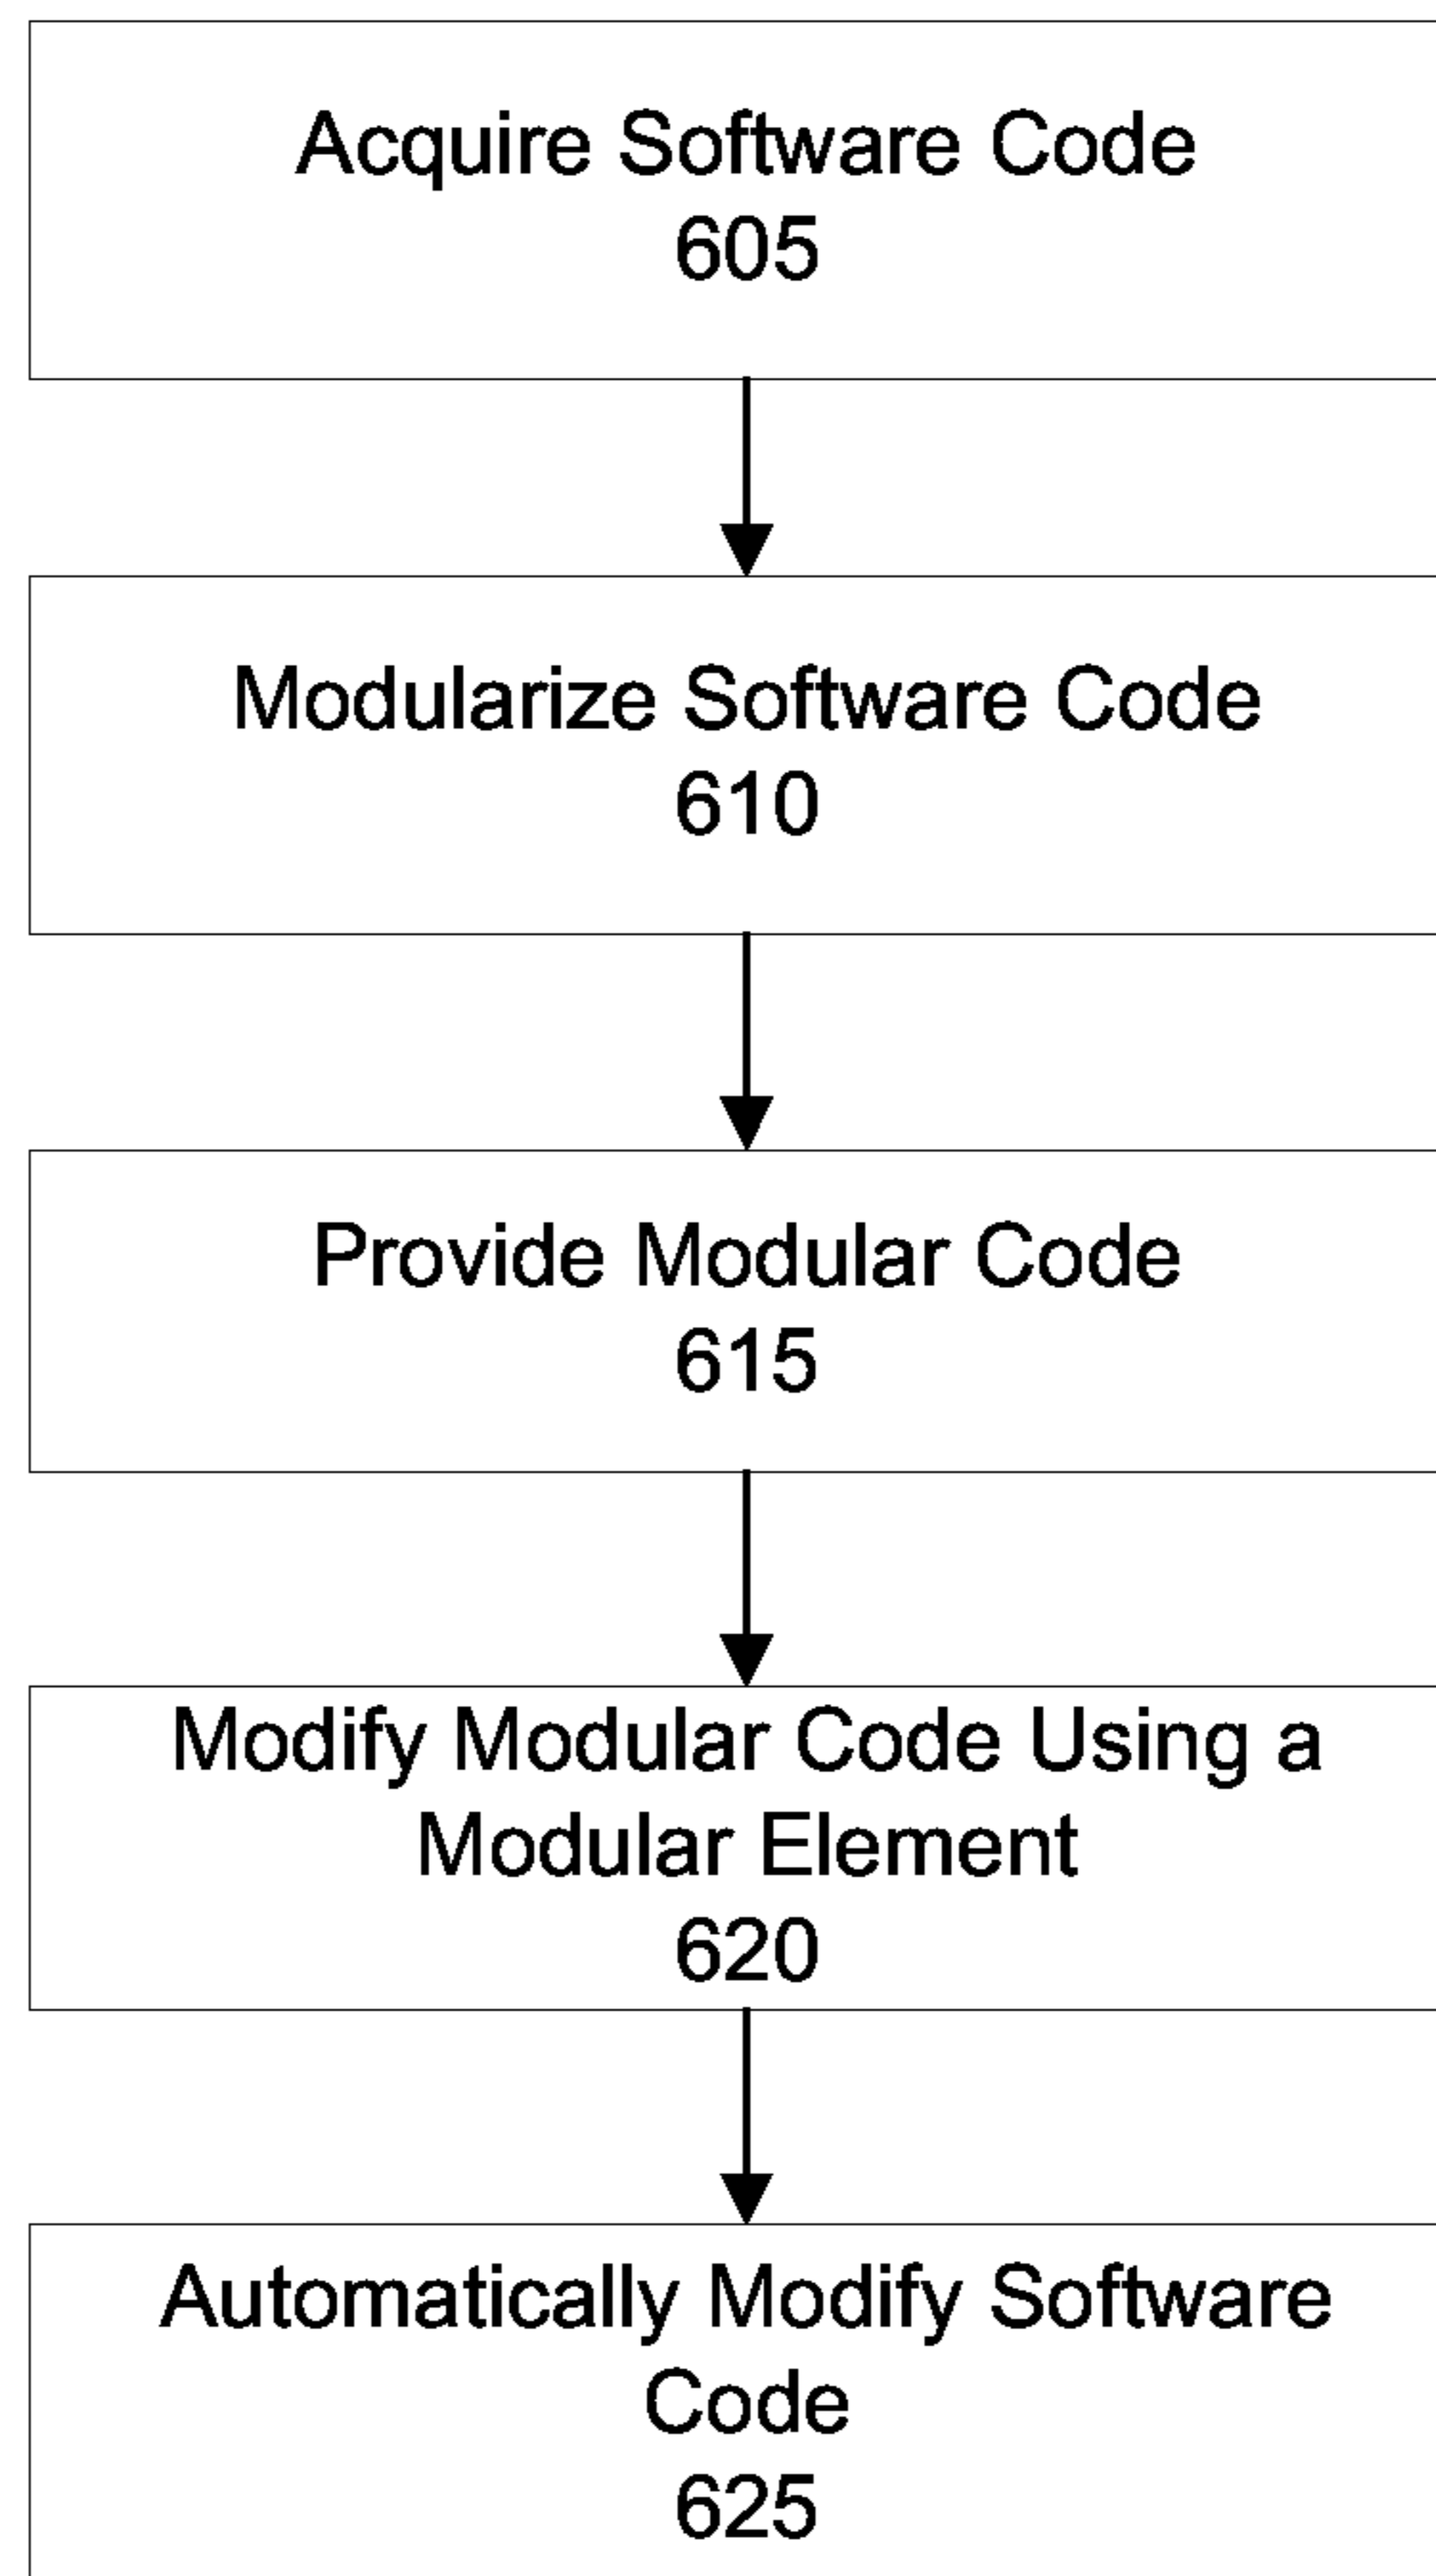 Acquire Software Code
605
Modularize Software Code
610
Provide Modular Code
615
Modify Modular Code Using a
Modular Element
620
Automatically Modify Software
Code
625